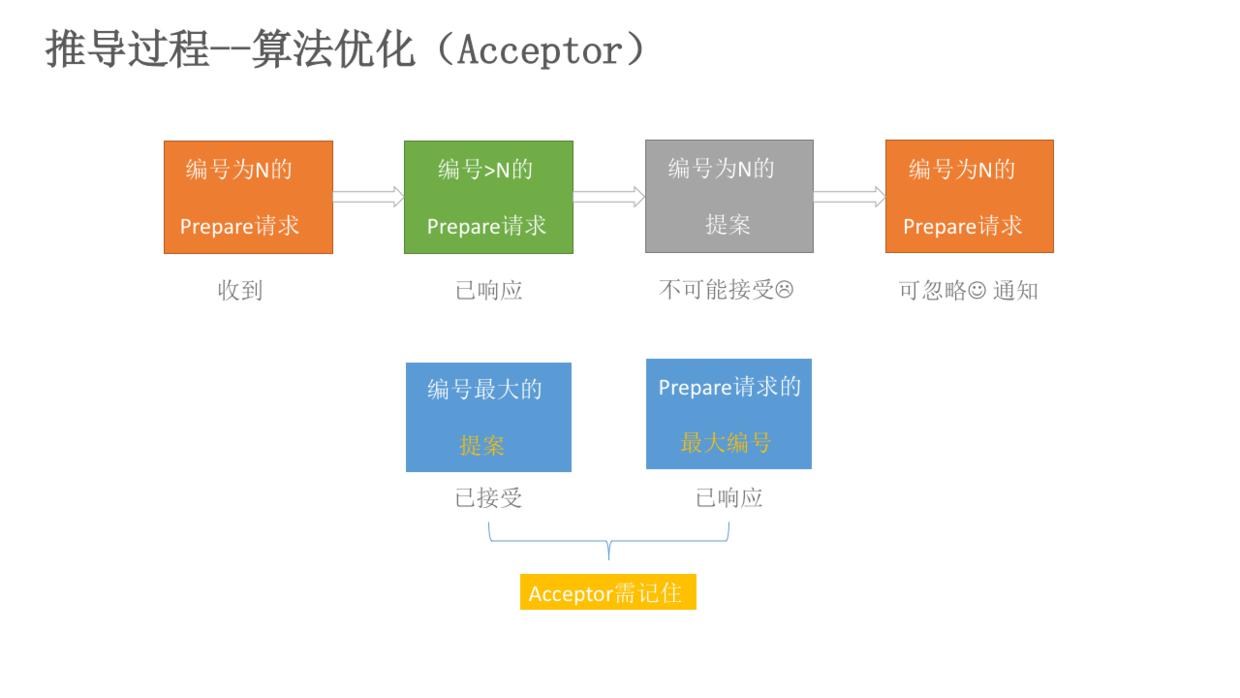 推导过程--算法优化（Acceptor）
编号为N的
Prepare请求
收到
编号>N的
Prepare请求
已响应
编号为N的
提案
不可能接受☹
编号为N的
Prepare请求
可忽略☺ 通知
编号最大的
提案
已接受
Prepare请求的
最大编号
已响应
Acceptor需记住